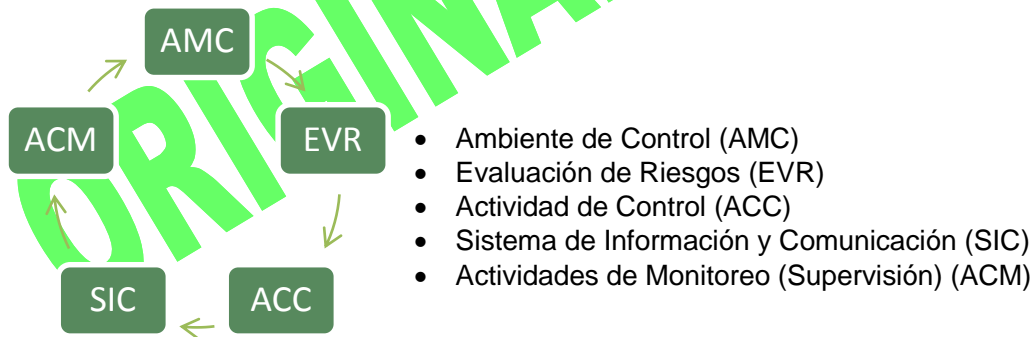 AMC
ACM
EVR
SIC
ACC
• Ambiente de Control (AMC)
• Evaluación de Riesgos (EVR)
• Actividad de Control (ACC)
• Sistema de Información y Comunicación (SIC)
• Actividades de Monitoreo (Supervisión) (ACM)
ORIGINA